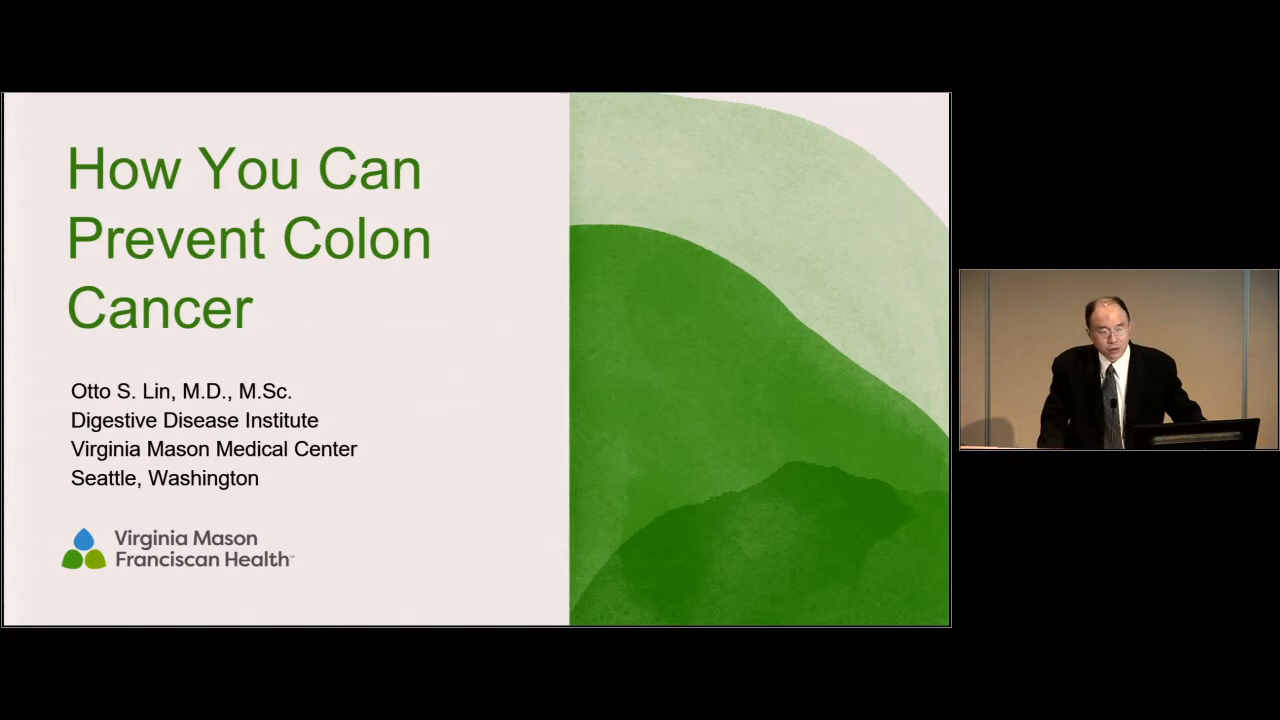 How You Can
Prevent Colon
Cancer
Otto S. Lin, M.D., M.Sc.
Digestive Disease Institute
Virginia Mason Medical Center
Seattle, Washington
Virginia Mason
Franciscan Health™